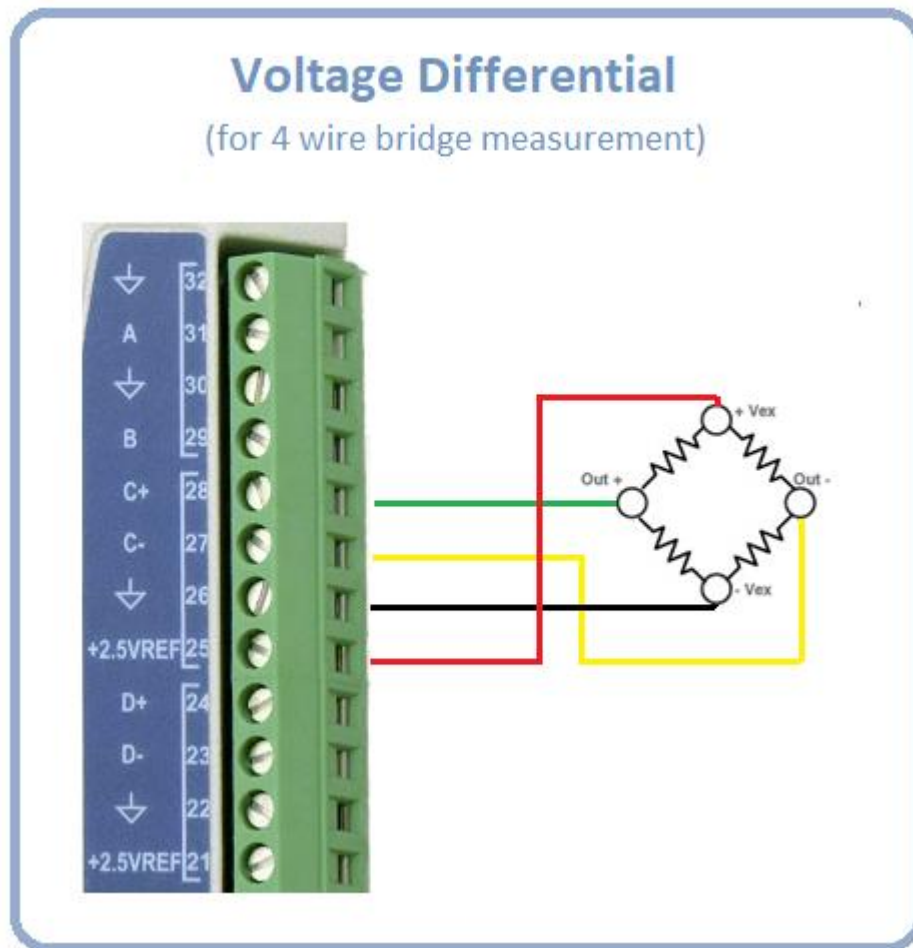 Voltage Differential
(for 4 wire bridge measurement)
32
A 31
30
B 29
C+ 28
C- 27
26
+2.5VREF 25
D+ 24
D- 23
22
+2.5VREF 21
+ Vex
Out +
Out -
- Vex